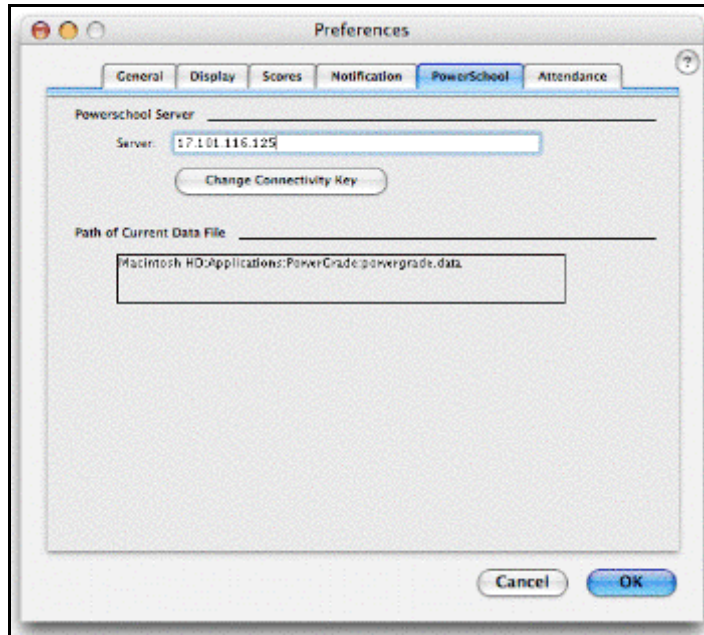 Preferences
?
General Display Scores Notification PowerSchool Attendance
Powerschool Server
Server: 17.101.116.125
Change Connectivity Key
Path of Current Data File
Macintosh HD:Applications:PowerGrade:powergrade.data
Cancel OK